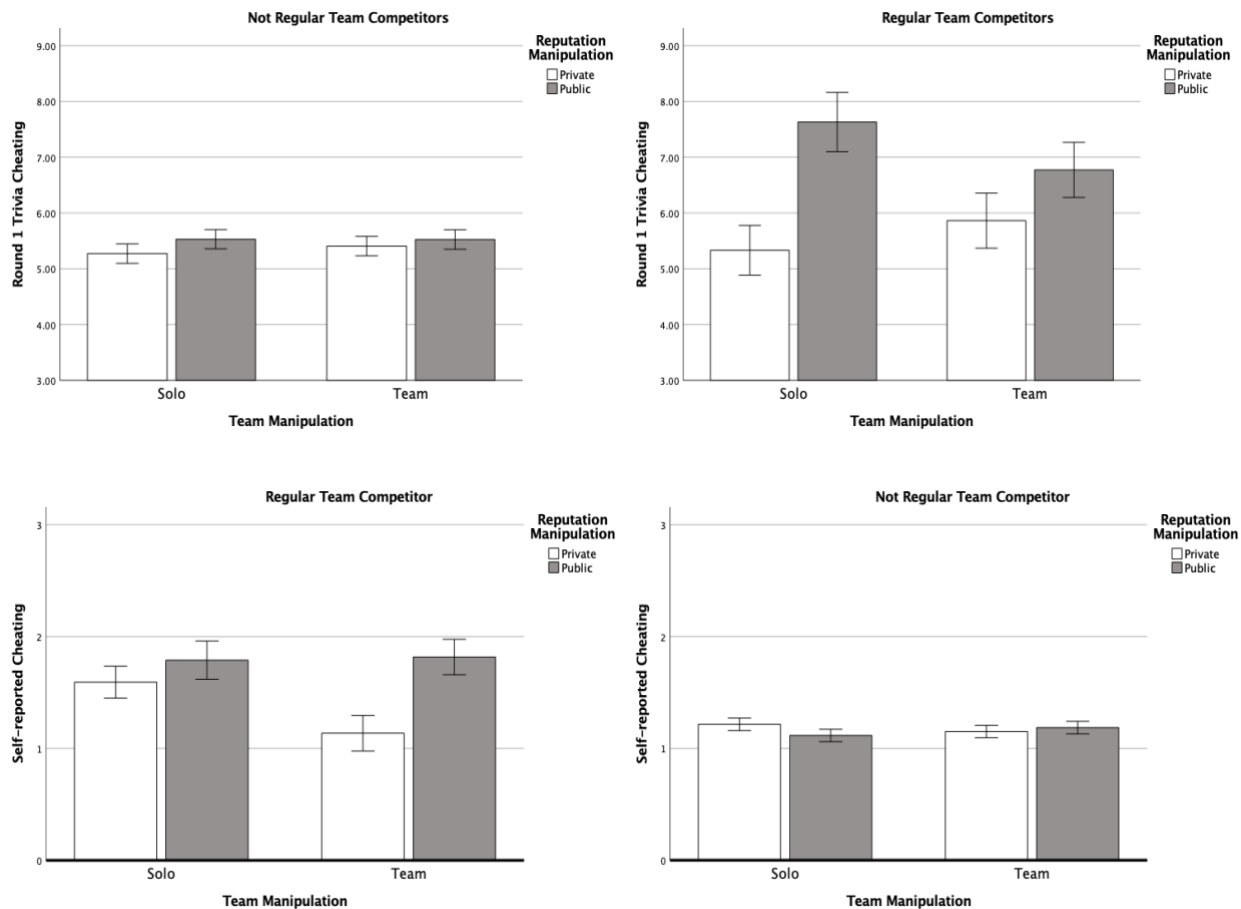 Not Regular Team Competitors
Reputation
Manipulation
Private
Public
9.00
8.00
7.00
6.00
5.00
4.00
3.00
Round 1 Trivia Cheating
Solo
Team
Team Manipulation
Regular Team Competitors
Reputation
Manipulation
Private
Public
9.00
8.00
7.00
6.00
5.00
4.00
3.00
Round 1 Trivia Cheating
Solo
Team
Team Manipulation
Regular Team Competitor
Reputation
Manipulation
Private
Public
3
2
1
0
Self-reported Cheating
Solo
Team
Team Manipulation
Not Regular Team Competitor
Reputation
Manipulation
Private
Public
3
2
1
0
Self-reported Cheating
Solo
Team
Team Manipulation